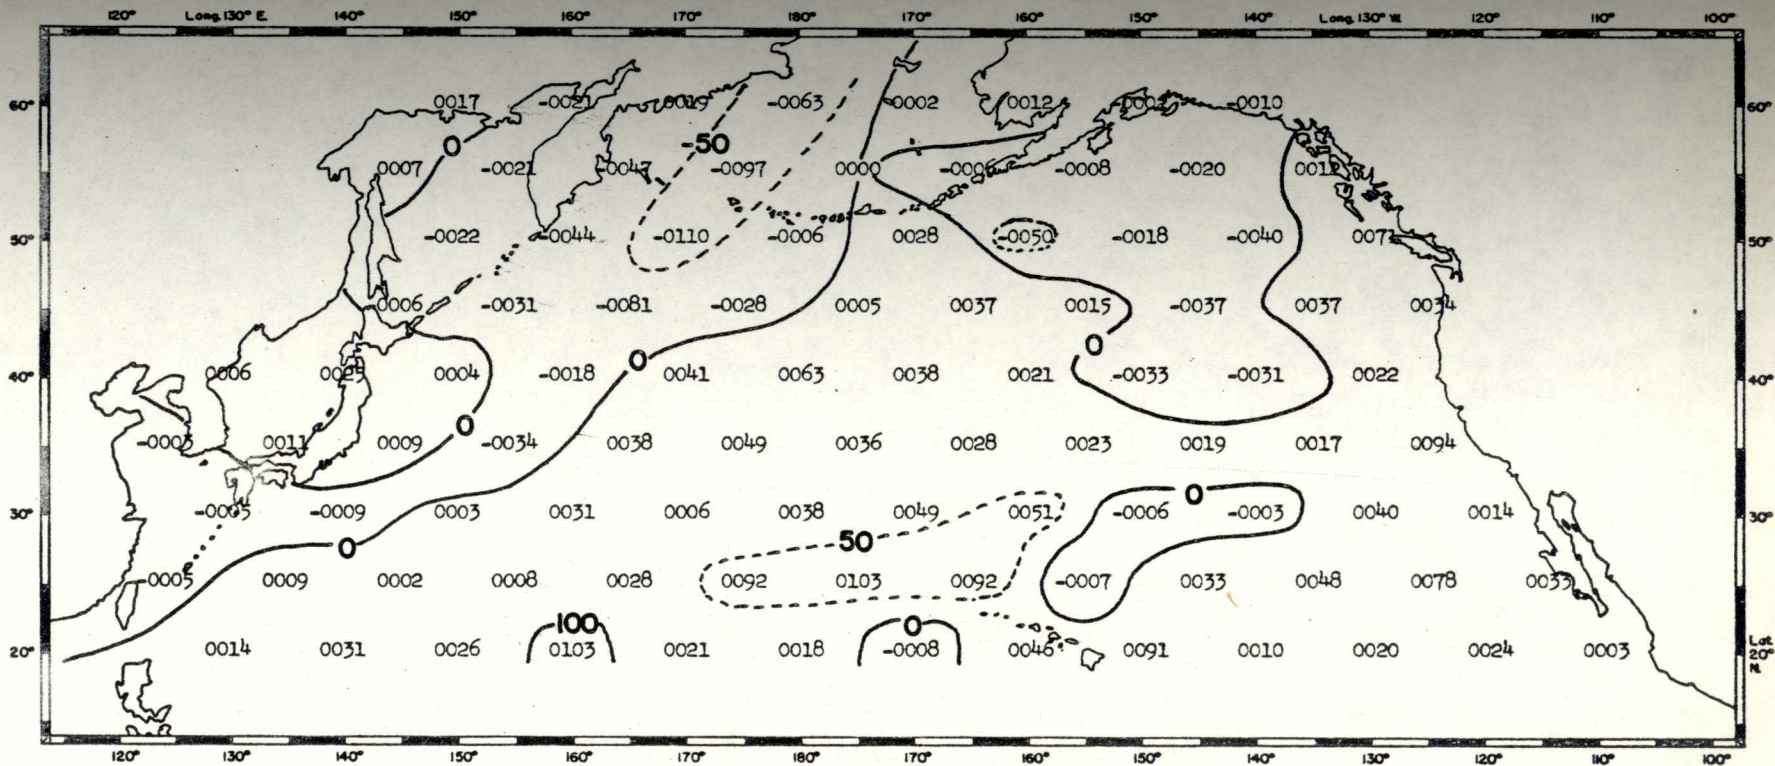 120° Long. 130° E. 140° 150° 160° 170° 180° 170° 160° 150° 140° Long. 130° W. 120° 110° 100°
60° 0017 -0021 0019 -0063 -0002 0012 -0002 -0010 60°
0 -50
0007 -0021 -0047 -0097 0000 -0006 -0008 -0020 0012
50° -0022 -0044 -0110 -0006 0028 -0050 -0018 -0040 50°
0006 -0031 -0081 -0028 0005 0037 0015 -0037 0037 0034
0 0
40° 0006 0004 -0018 0041 0063 0038 0021 -0033 -0031 0022 40°
0
-0003 0011 0009 -0034 0038 0049 0036 0028 0023 0019 0017 0094
0
30° -0005 -0009 0003 0031 0006 0038 0049 0051 -0006 -0003 0040 0014 30°
0 50
-0005 0009 0002 0008 0028 0092 0103 0092 -0007 0033 0048 0078 0033
100 0
20° 0014 0031 0026 0103 0021 0018 -0008 0046 0091 0010 0020 0024 0003 Lat 20° N.
120° 130° 140° 150° 160° 170° 180° 170° 160° 150° 140° 130° 120° 110° 100°